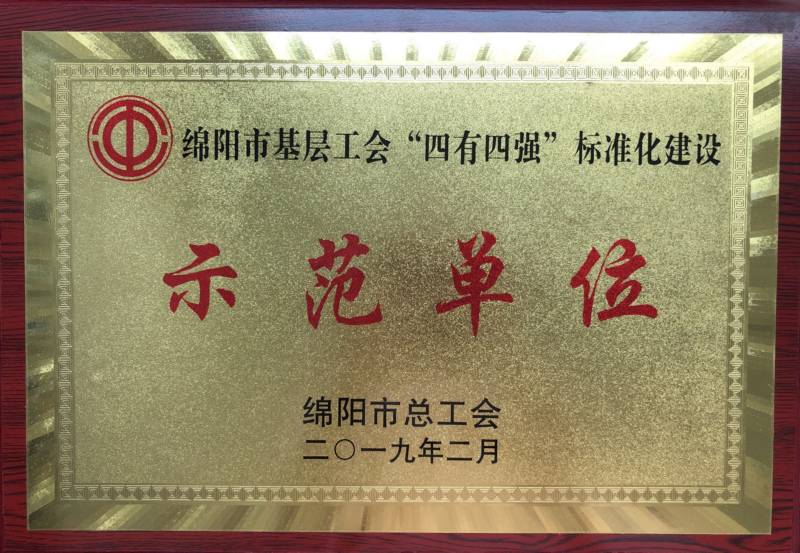 绵阳市基层工会“四有四强”标准化建设
示范单位
绵阳市总工会
二〇一九年二月